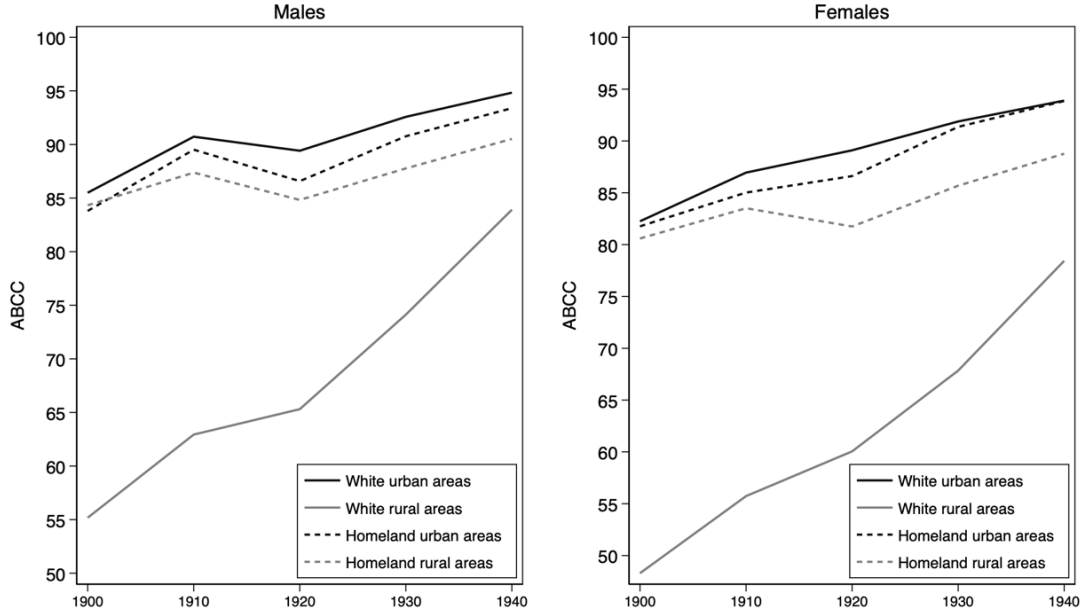 Males
100
95
90
85
80
75
70
65
60
55
50
ABCC
White urban areas
White rural areas
Homeland urban areas
Homeland rural areas
1900 1910 1920 1930 1940
Females
100
95
90
85
80
75
70
65
60
55
50
ABCC
White urban areas
White rural areas
Homeland urban areas
Homeland rural areas
1900 1910 1920 1930 1940